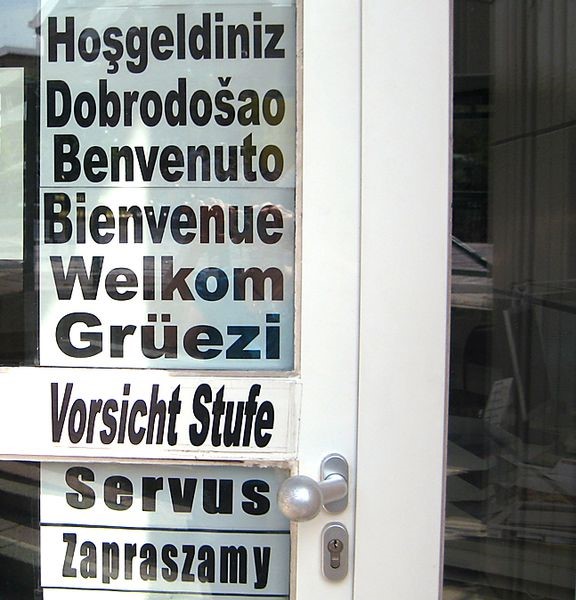 Hoşgeldiniz
Dobrodošao
Benvenuto
Bienvenue
Welkom
Grüezi
Vorsicht Stufe
Servus
Zapraszamy